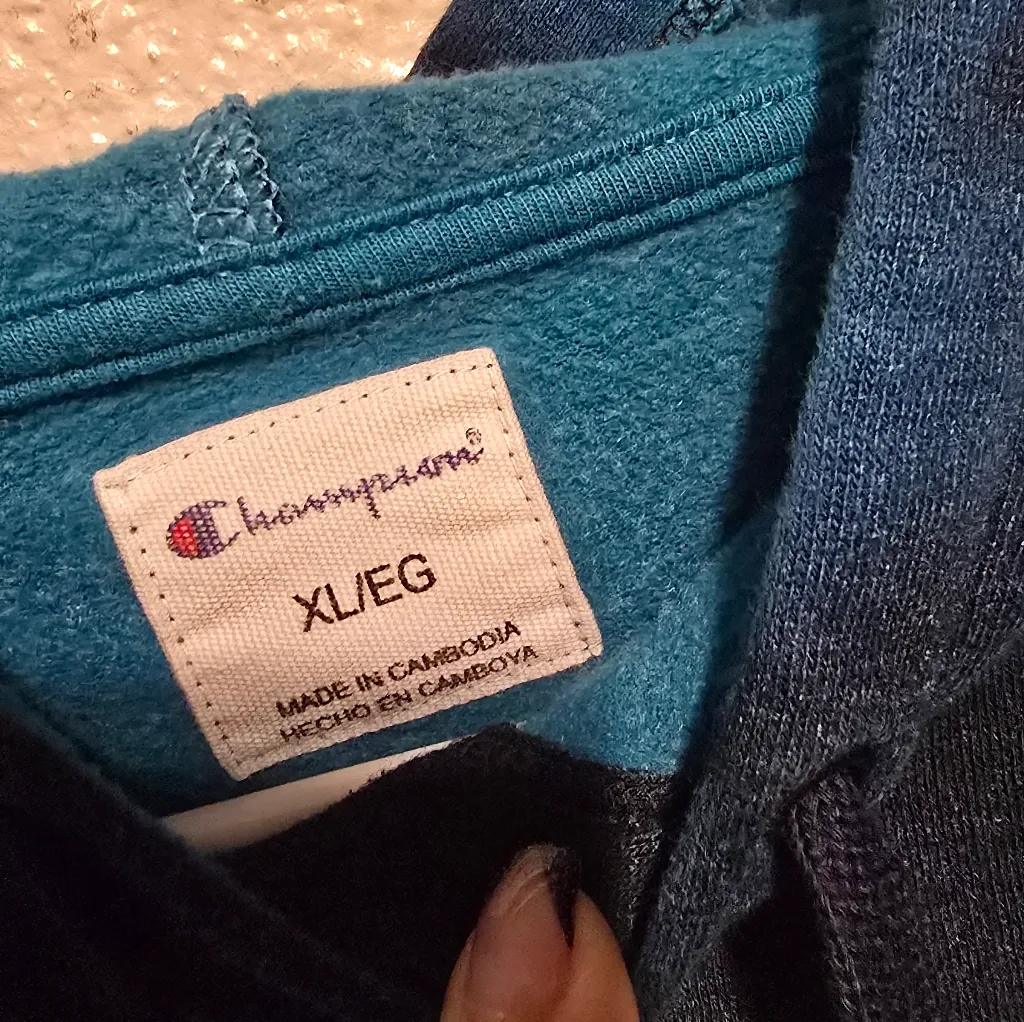 Champion®
XL/EG
MADE IN CAMBODIA
HECHO EN CAMBOYA